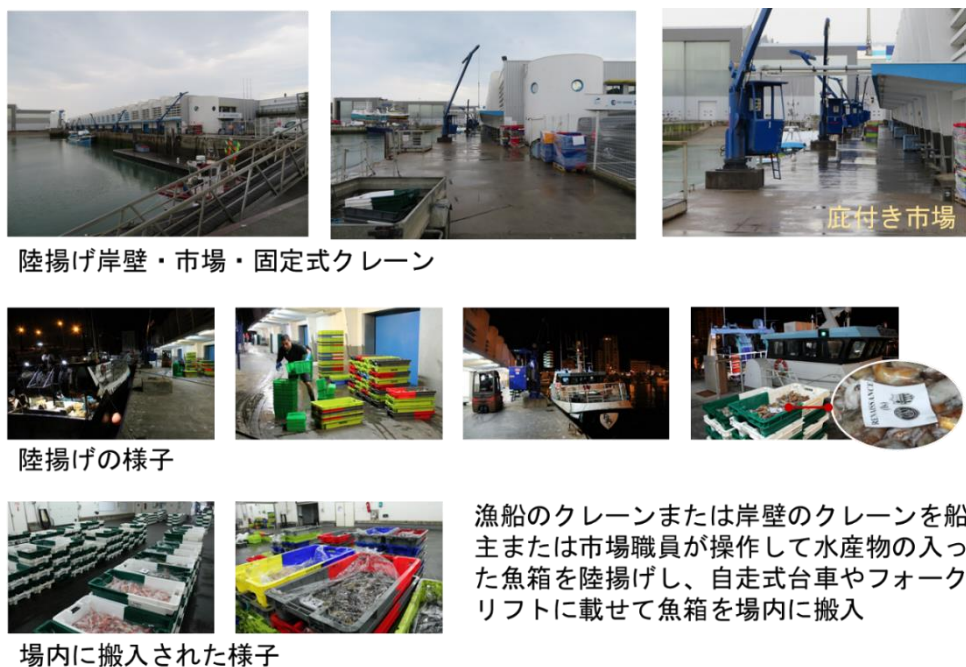 庇付き市場
陸揚げ岸壁・市場・固定式クレーン
RENAISSANCE
陸揚げの様子
漁船のクレーンまたは岸壁のクレーンを船
主または市場職員が操作して水産物の入っ
た魚箱を陸揚げし、自走式台車やフォーク
リフトに載せて魚箱を場内に搬入
場内に搬入された様子